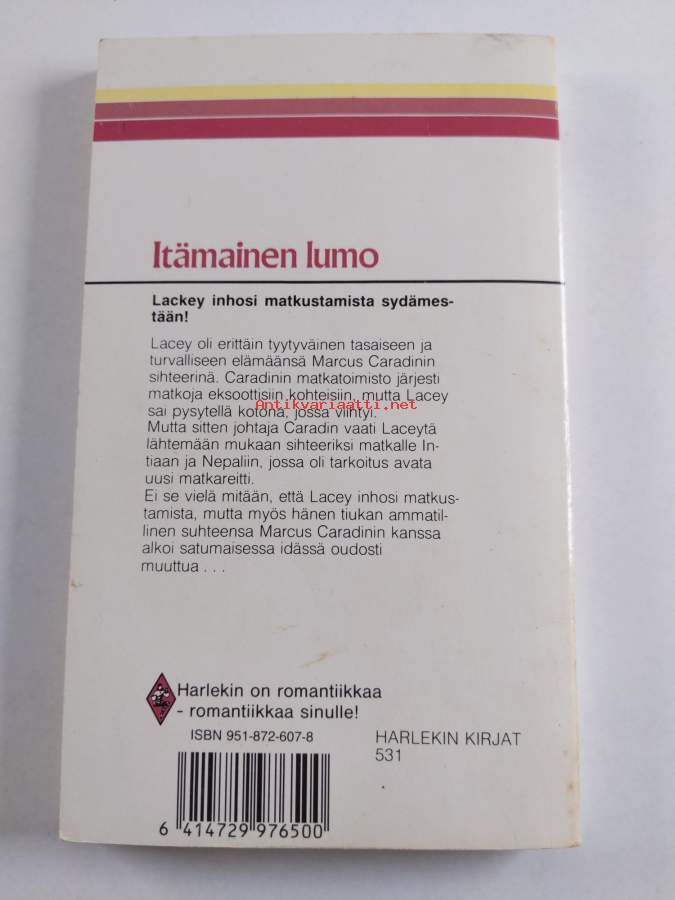 Itämainen lumo
Lackey inhosi matkustamista sydämes-
tään!
Lacey oli erittäin tyytyväinen tasaiseen ja
turvalliseen elämäänsä Marcus Caradinin
sihteerinä. Caradinin matkatoimisto järjesti
matkoja eksoottisiin kohteisiin, mutta Lacey
Antikvariaatti.net
sai pysytellä kotona, jossa viihtyi.
Mutta sitten johtaja Caradin vaati Laceytä
lähtemään mukaan sihteeriksi matkalle In-
tiaan ja Nepaliin, jossa oli tarkoitus avata
uusi matkareitti.
Ei se vielä mitään, että Lacey inhosi matkus-
tamista, mutta myös hänen tiukan ammatil-
linen suhteensa Marcus Caradinin kanssa
alkoi satumaisessa idässä oudosti
muuttua . . .
Harlekin on romantiikkaa
- romantiikkaa sinulle!
ISBN 951-872-607-8
HARLEKIN KIRJAT
531
6 414729 976500